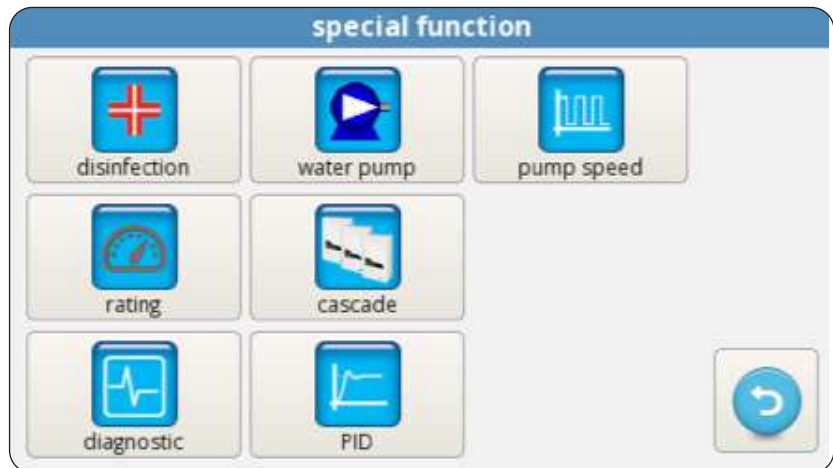 special function
disinfection
water pump
pump speed
rating
cascade
diagnostic
PID